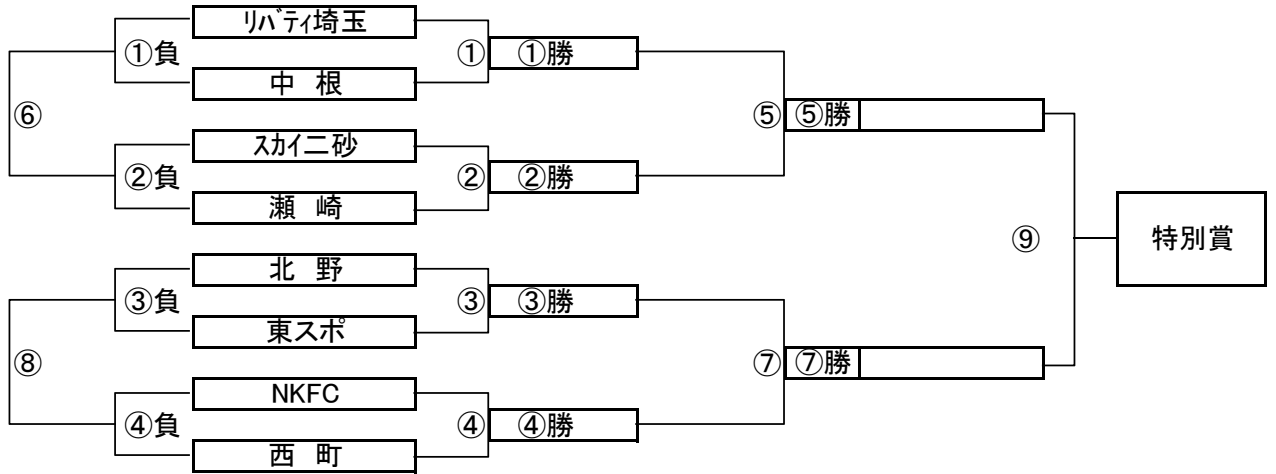 ﾘﾊﾞﾃｨ埼玉
①負 ① ①勝
中 根
⑥ ⑤ ⑤勝
ｽｶｲ二砂
②負 ② ②勝
瀬 崎
⑨ 特別賞
北 野
③負 ③ ③勝
東スポ
⑧ ⑦ ⑦勝
NKFC
④負 ④ ④勝
西 町